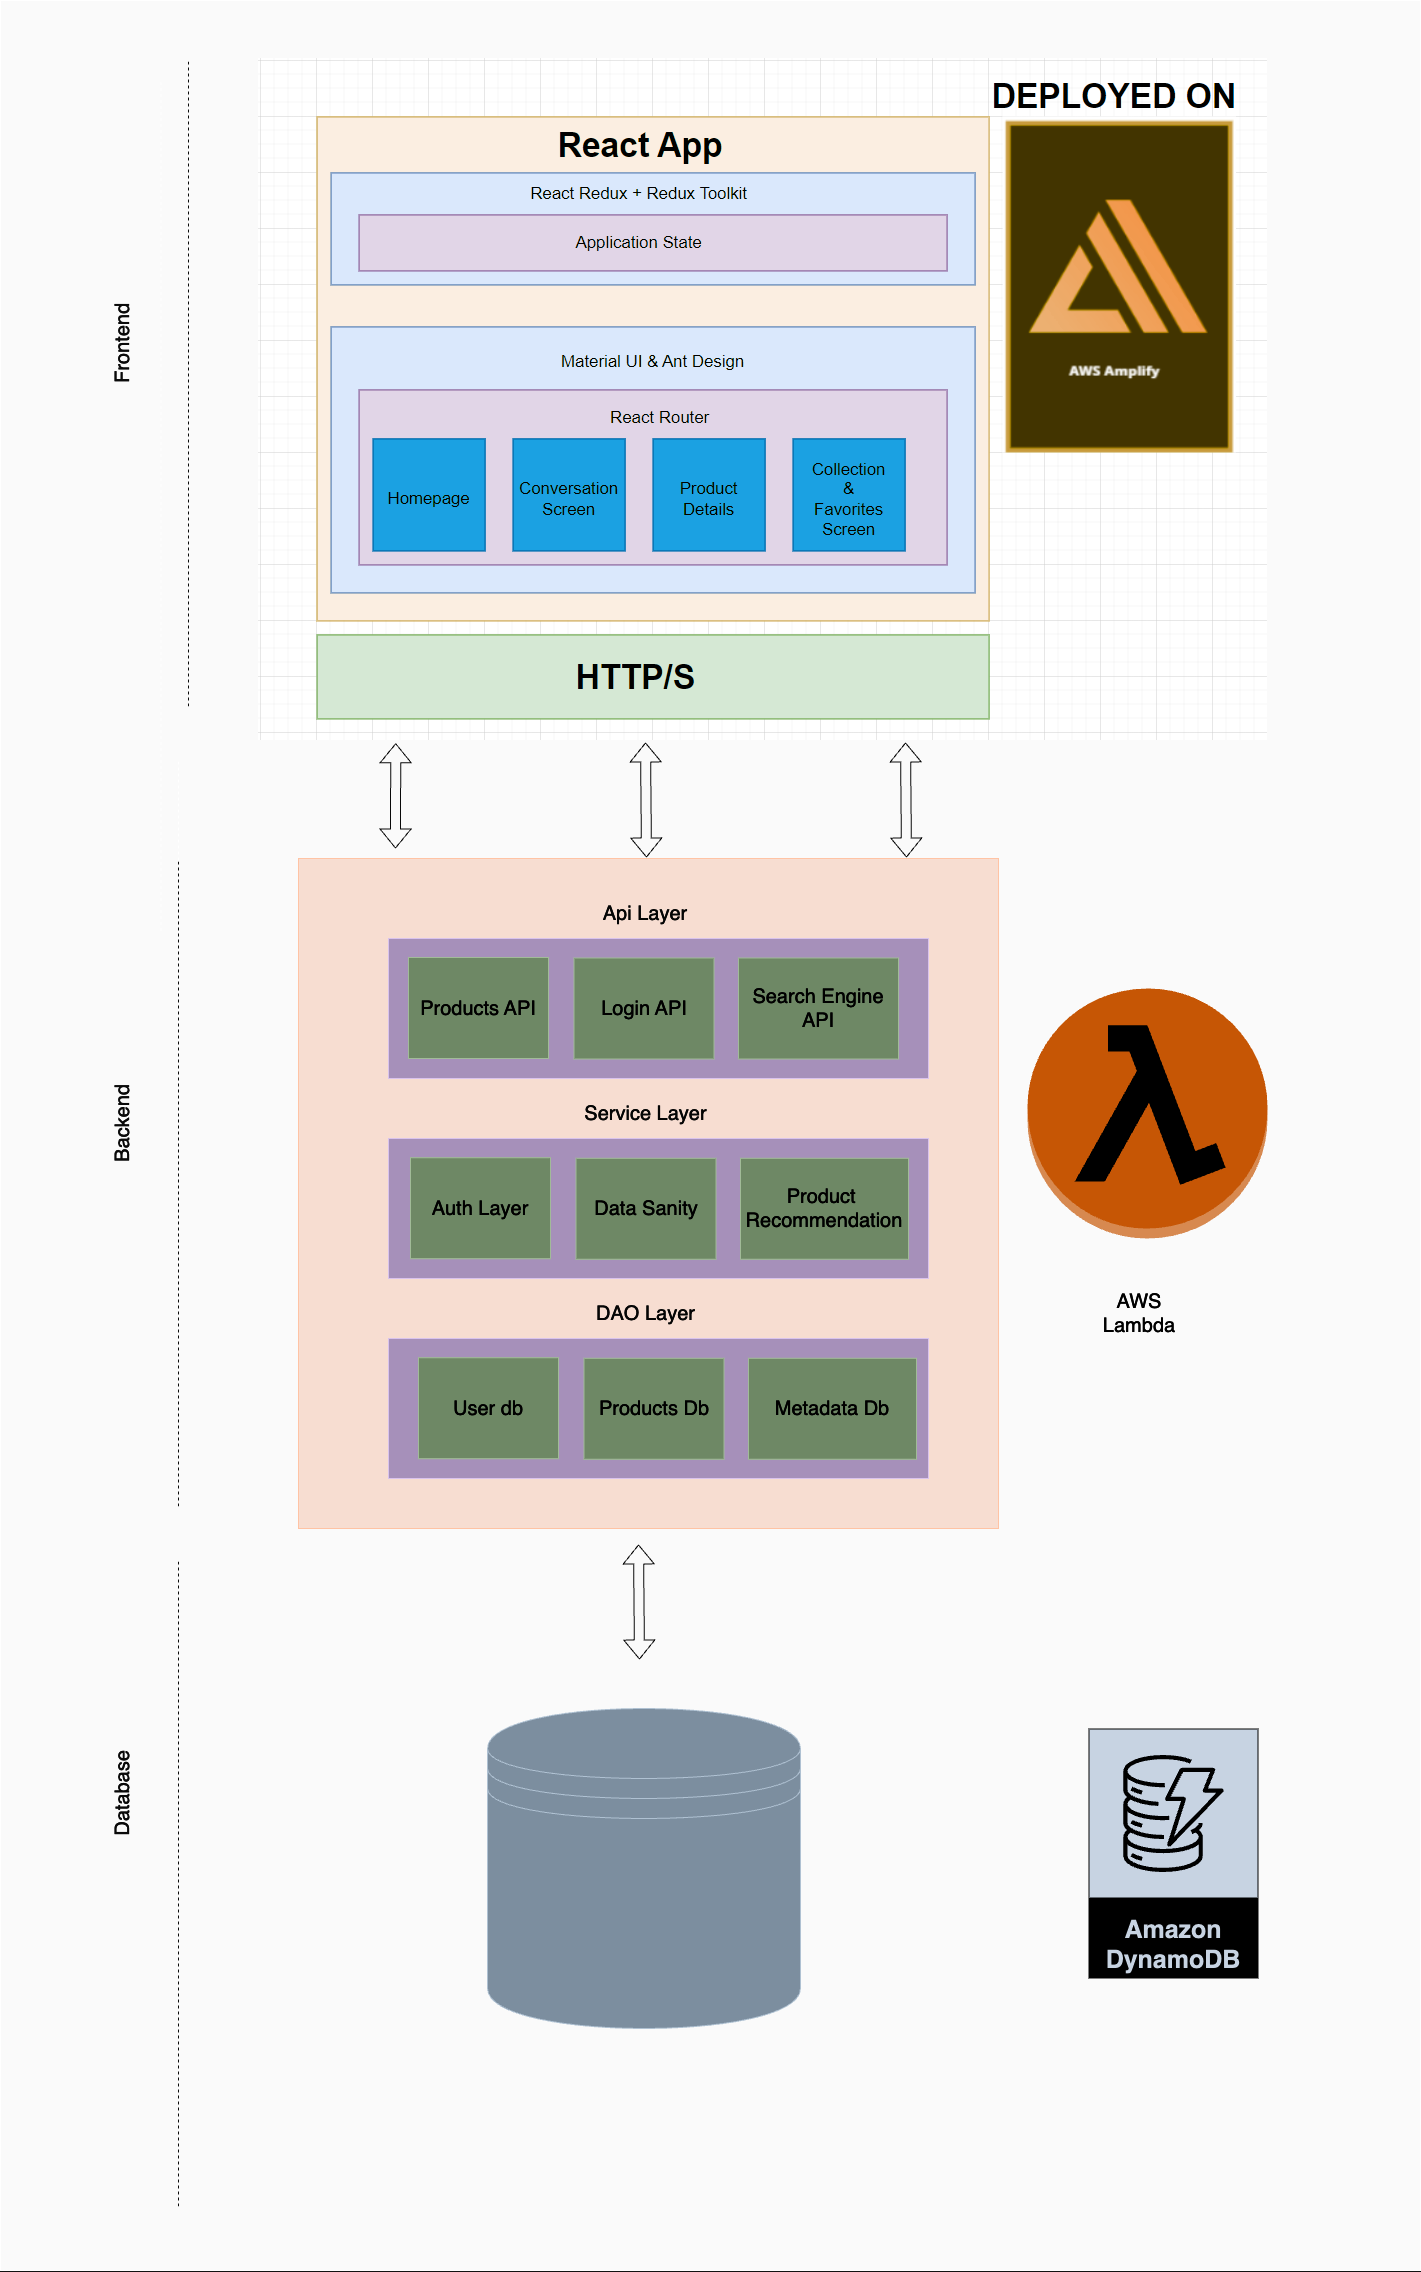 DEPLOYED ON
React App
React Redux + Redux Toolkit
Application State
Frontend
Material UI & Ant Design
AWS Amplify
React Router
Homepage
Conversation
Screen
Product
Details
Collection
&
Favorites
Screen
HTTP/S
Api Layer
Products API
Login API
Search Engine
API
Backend
Service Layer
Auth Layer
Data Sanity
Product
Recommendation
AWS
Lambda
DAO Layer
User db
Products Db
Metadata Db
Database
Amazon
DynamoDB